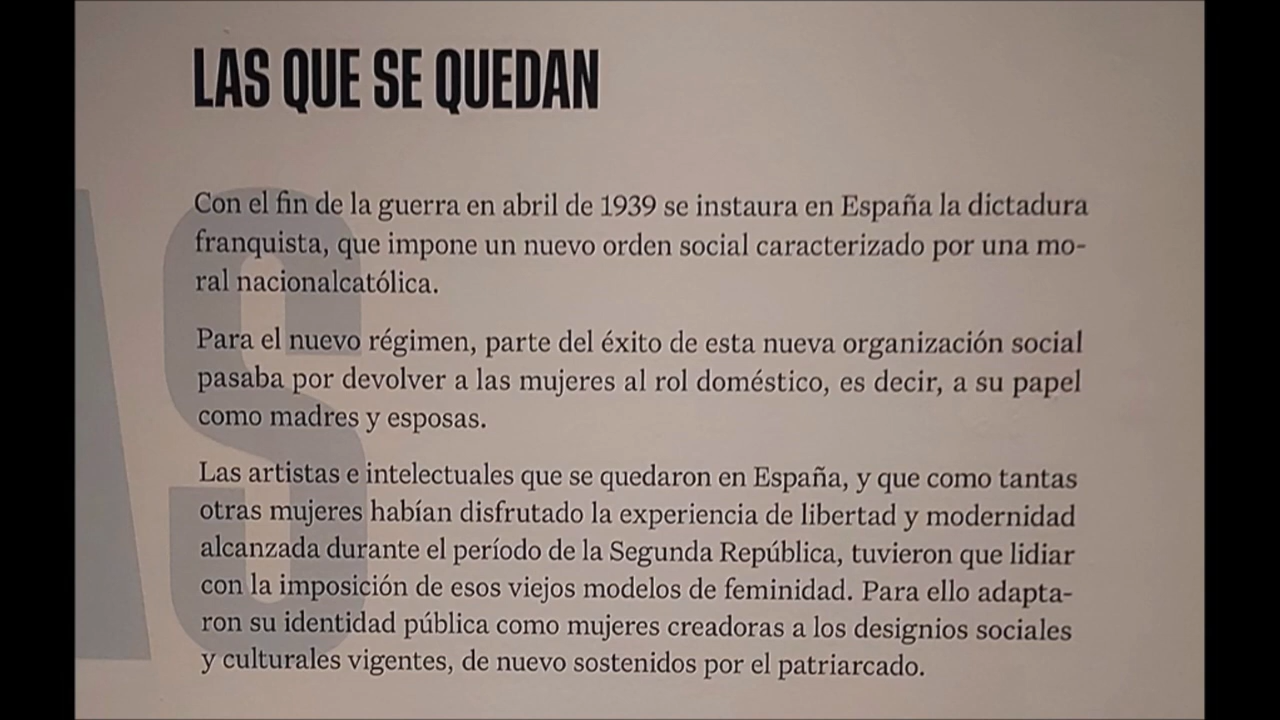 LAS QUE SE QUEDAN
Con el fin de la guerra en abril de 1939 se instaura en España la dictadura
franquista, que impone un nuevo orden social caracterizado por una mo-
ral nacionalcatólica.
Para el nuevo régimen, parte del éxito de esta nueva organización social
pasaba por devolver a las mujeres al rol doméstico, es decir, a su papel
como madres y esposas.
Las artistas e intelectuales que se quedaron en España, y que como tantas
otras mujeres habían disfrutado la experiencia de libertad y modernidad
alcanzada durante el período de la Segunda República, tuvieron que lidiar
con la imposición de esos viejos modelos de feminidad. Para ello adapta-
ron su identidad pública como mujeres creadoras a los designios sociales
y culturales vigentes, de nuevo sostenidos por el patriarcado.
AS